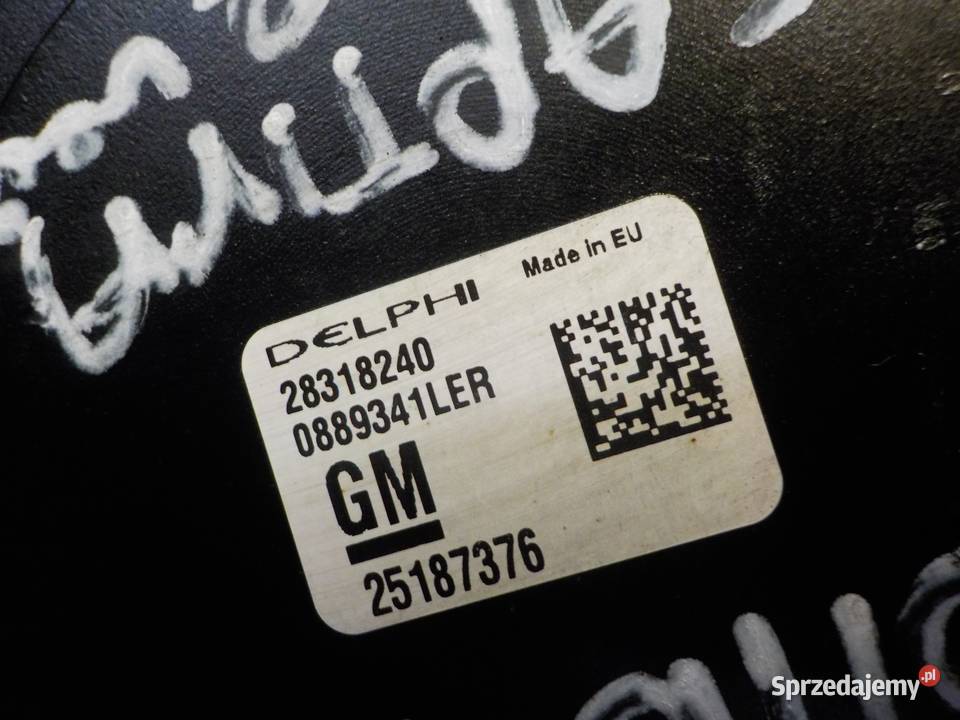 Made in EU
DELPHI
28318240
0889341LER
GM
25187376
Sprzedajemy.pl